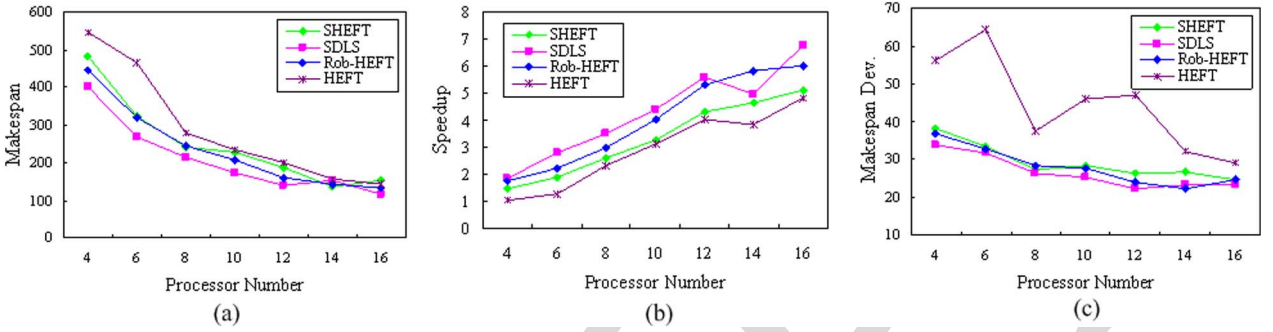 600
500
400
300
200
100
0
Makespan
SHEFT
SDLS
Rob-HEFT
HEFT
4 6 8 10 12 14 16
Processor Number
(a)
8
7
6
5
4
3
2
1
0
Speedup
SHEFT
SDLS
Rob-HEFT
HEFT
4 6 8 10 12 14 16
Processor Number
(b)
70
60
50
40
30
20
10
Makespan Dev.
SHEFT
SDLS
Rob-HEFT
HEFT
4 6 8 10 12 14 16
Processor Number
(c)